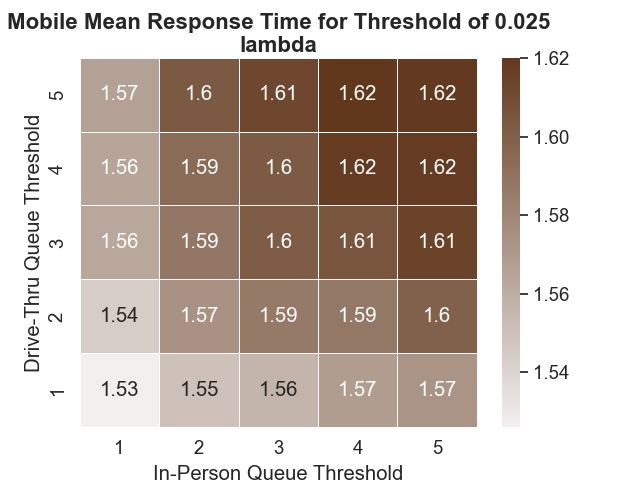 Mobile Mean Response Time for Threshold of 0.025
lambda
Drive-Thru Queue Threshold
5 1.57 1.6 1.61 1.62 1.62
4 1.56 1.59 1.6 1.62 1.62
3 1.56 1.59 1.6 1.61 1.61
2 1.54 1.57 1.59 1.59 1.6
1 1.53 1.55 1.56 1.57 1.57
1 2 3 4 5
In-Person Queue Threshold
1.62
1.60
1.58
1.56
1.54